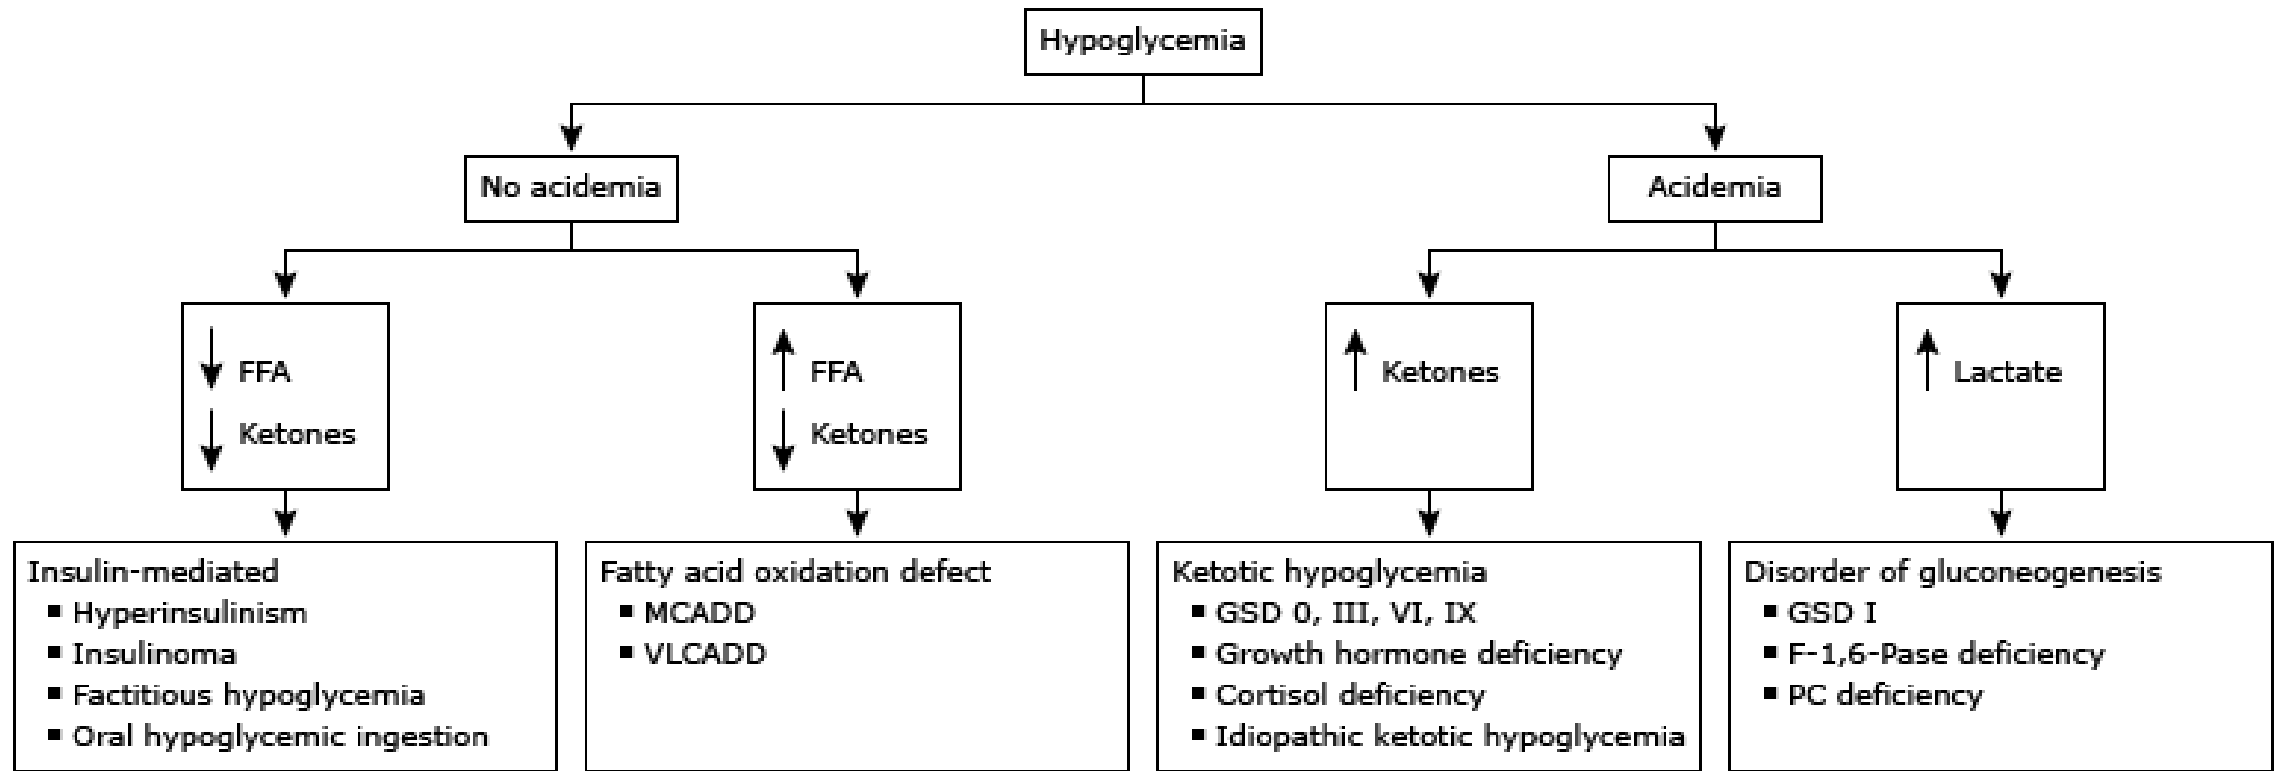 Hypoglycemia
No acidemia
Acidemia
↓ FFA
↓ Ketones
↑ FFA
↓ Ketones
↑ Ketones
↑ Lactate
Insulin-mediated
▪ Hyperinsulinism
▪ Insulinoma
▪ Factitious hypoglycemia
▪ Oral hypoglycemic ingestion
Fatty acid oxidation defect
▪ MCADD
▪ VLCADD
Ketotic hypoglycemia
▪ GSD 0, III, VI, IX
▪ Growth hormone deficiency
▪ Cortisol deficiency
▪ Idiopathic ketotic hypoglycemia
Disorder of gluconeogenesis
▪ GSD I
▪ F-1,6-Pase deficiency
▪ PC deficiency